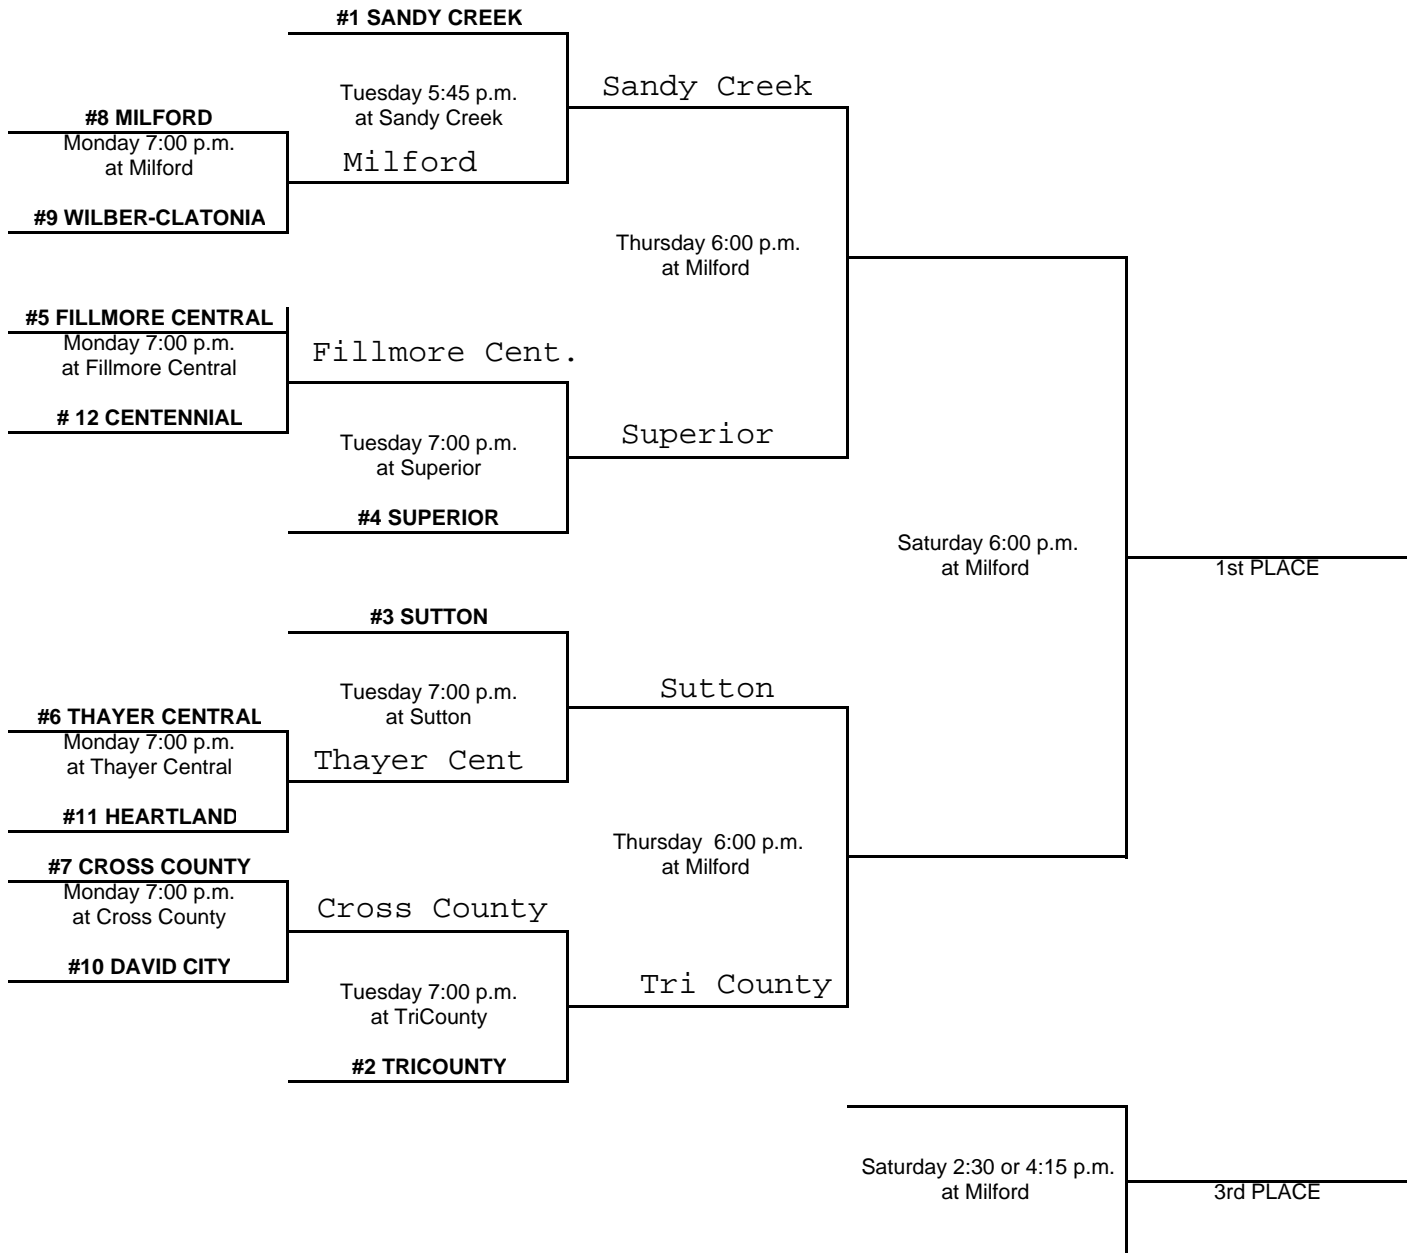 #1 SANDY CREEK
Tuesday 5:45 p.m.
at Sandy Creek
Sandy Creek
#8 MILFORD
Monday 7:00 p.m.
at Milford
Milford
#9 WILBER-CLATONIA
Thursday 6:00 p.m.
at Milford
#5 FILLMORE CENTRAL
Monday 7:00 p.m.
at Fillmore Central
Fillmore Cent.
# 12 CENTENNIAL
Tuesday 7:00 p.m.
at Superior
Superior
#4 SUPERIOR
Saturday 6:00 p.m.
at Milford
1st PLACE
#3 SUTTON
Tuesday 7:00 p.m.
at Sutton
Sutton
#6 THAYER CENTRAL
Monday 7:00 p.m.
at Thayer Central
Thayer Cent
#11 HEARTLAND
Thursday  6:00 p.m.
at Milford
#7 CROSS COUNTY
Monday 7:00 p.m.
at Cross County
Cross County
#10 DAVID CITY
Tuesday 7:00 p.m.
at TriCounty
Tri County
#2 TRICOUNTY
Saturday 2:30 or 4:15 p.m.
at Milford
3rd PLACE